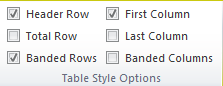 Header Row First Column
Total Row Last Column
Banded Rows Banded Columns
Table Style Options